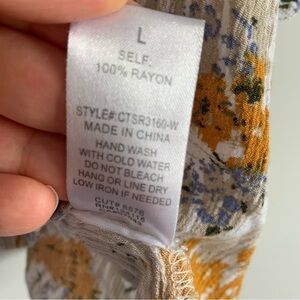 L
SELF:
100% RAYON
STYLE#:CTSR3160-W
MADE IN CHINA
HAND WASH
WITH COLD WATER
DO NOT BLEACH
HANG OR LINE DRY
LOW IRON IF NEEDED
CUT#